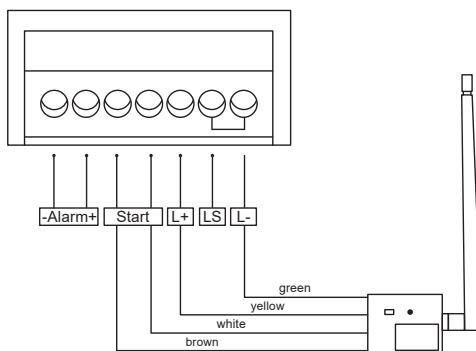 -Alarm+ Start L+ LS L-
green
yellow
white
brown